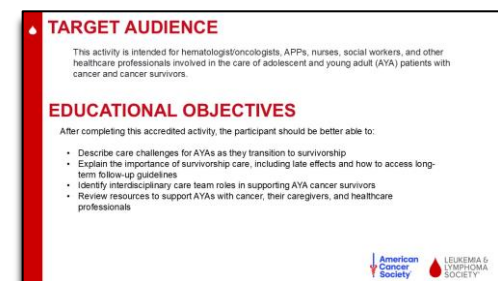 TARGET AUDIENCE
This activity is intended for hematologist/oncologists, APPs, nurses, social workers, and other
healthcare professionals involved in the care of adolescent and young adult (AYA) patients with
cancer and cancer survivors.
EDUCATIONAL OBJECTIVES
After completing this accredited activity, the participant should be better able to:
• Describe care challenges for AYAs as they transition to survivorship
• Explain the importance of survivorship care, including late effects and how to access long-
term follow-up guidelines
• Identify interdisciplinary care team roles in supporting AYA cancer survivors
• Review resources to support AYAs with cancer, their caregivers, and healthcare
professionals
American
Cancer
Society
LEUKEMIA &
LYMPHOMA
SOCIETY